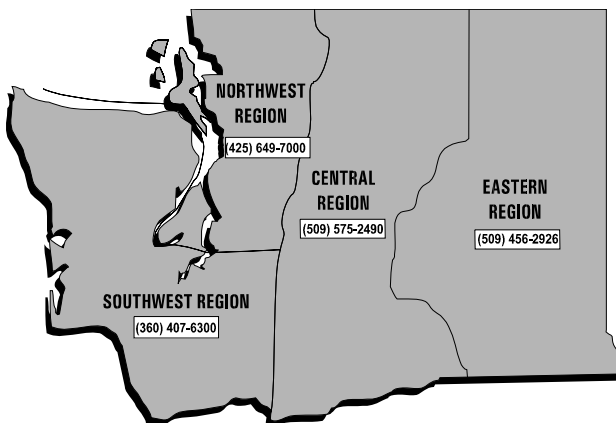 NORTHWEST
REGION
(425) 649-7000
CENTRAL
REGION
(509) 575-2490
EASTERN
REGION
(509) 456-2926
SOUTHWEST REGION
(360) 407-6300